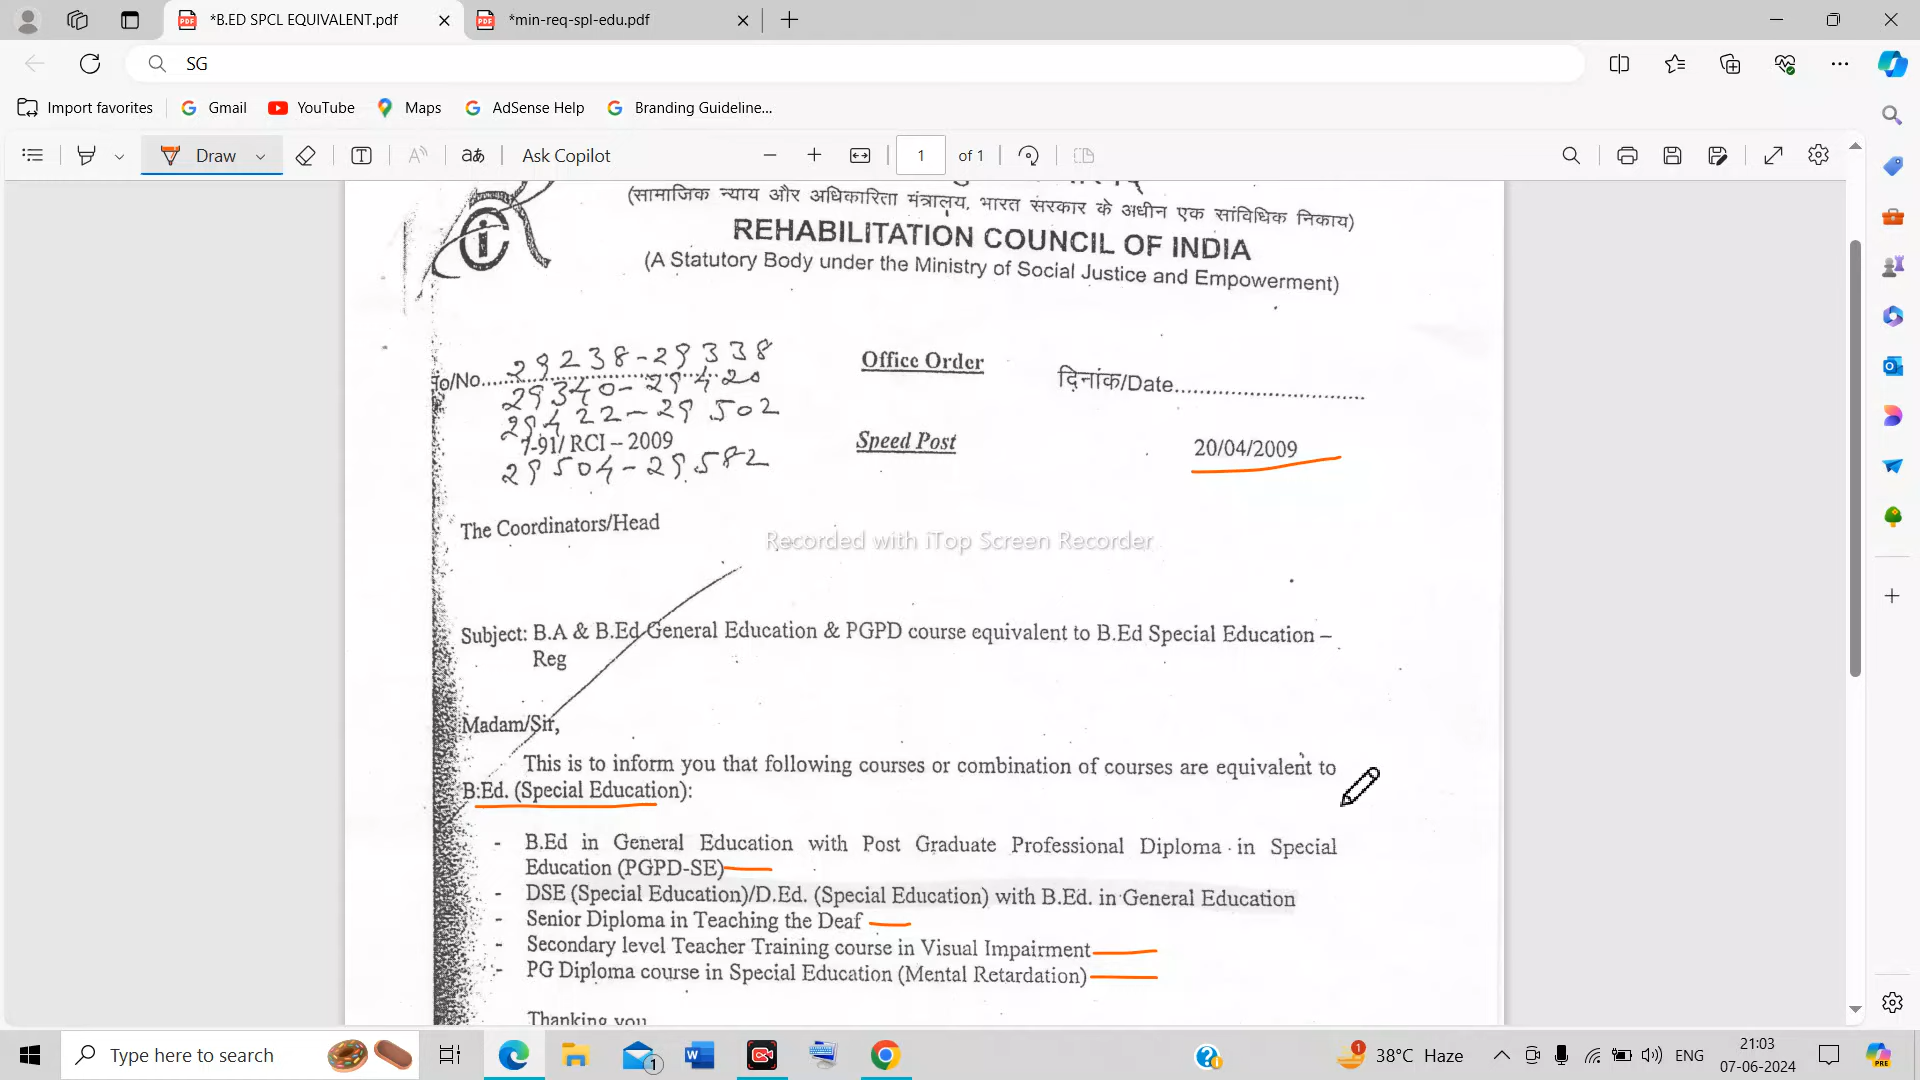 *B.ED SPCL EQUIVALENT.pdf
*min-req-spl-edu.pdf
SG
Import favorites
Gmail
YouTube
Maps
AdSense Help
Branding Guideline...
Draw
aあ
Ask Copilot
1
of 1
(सामाजिक न्याय और अधिकारिता मंत्रालय, भारत सरकार के अधीन एक सांविधिक निकाय)
REHABILITATION COUNCIL OF INDIA
(A Statutory Body under the Ministry of Social Justice and Empowerment)
29238-29338
Office Order
/No.
दिनांक/Date
29340-29420
29422-29502
7-91/ RCI – 2009
Speed Post
20/04/2009
29504-29582
The Coordinators/Head
Recorded with iTop Screen Recorder
Subject: B.A & B.Ed General Education & PGPD course equivalent to B.Ed Special Education –
Reg
Madam/Sir,
This is to inform you that following courses or combination of courses are equivalent to
B.Ed. (Special Education):
- B.Ed in General Education with Post Graduate Professional Diploma in Special
Education (PGPD-SE)
- DSE (Special Education)/D.Ed. (Special Education) with B.Ed. in General Education
- Senior Diploma in Teaching the Deaf
- Secondary level Teacher Training course in Visual Impairment
- PG Diploma course in Special Education (Mental Retardation)
Thanking you
Type here to search
1
1
38°C Haze
ENG
21:03
07-06-2024
PRE